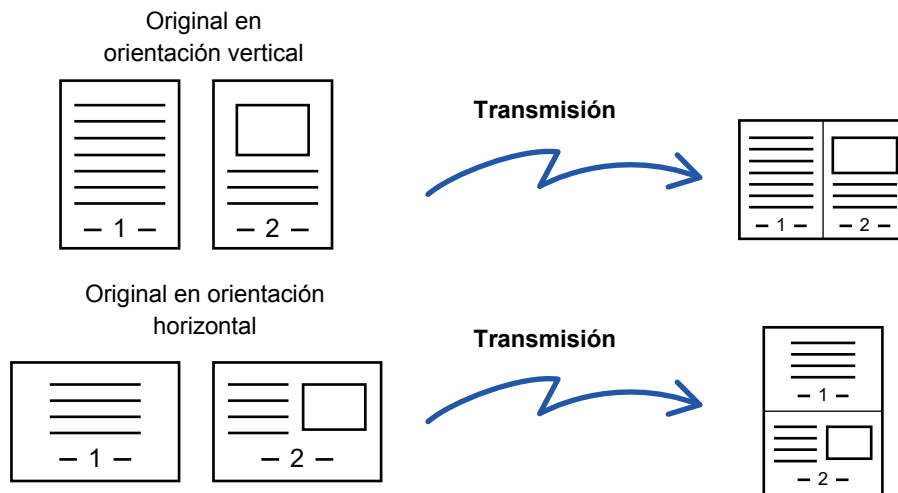 Original en
orientación vertical
Transmisión
– 1 –
– 2 –
– 1 –
– 2 –
Original en orientación
horizontal
Transmisión
– 1 –
– 2 –
– 1 –
– 2 –